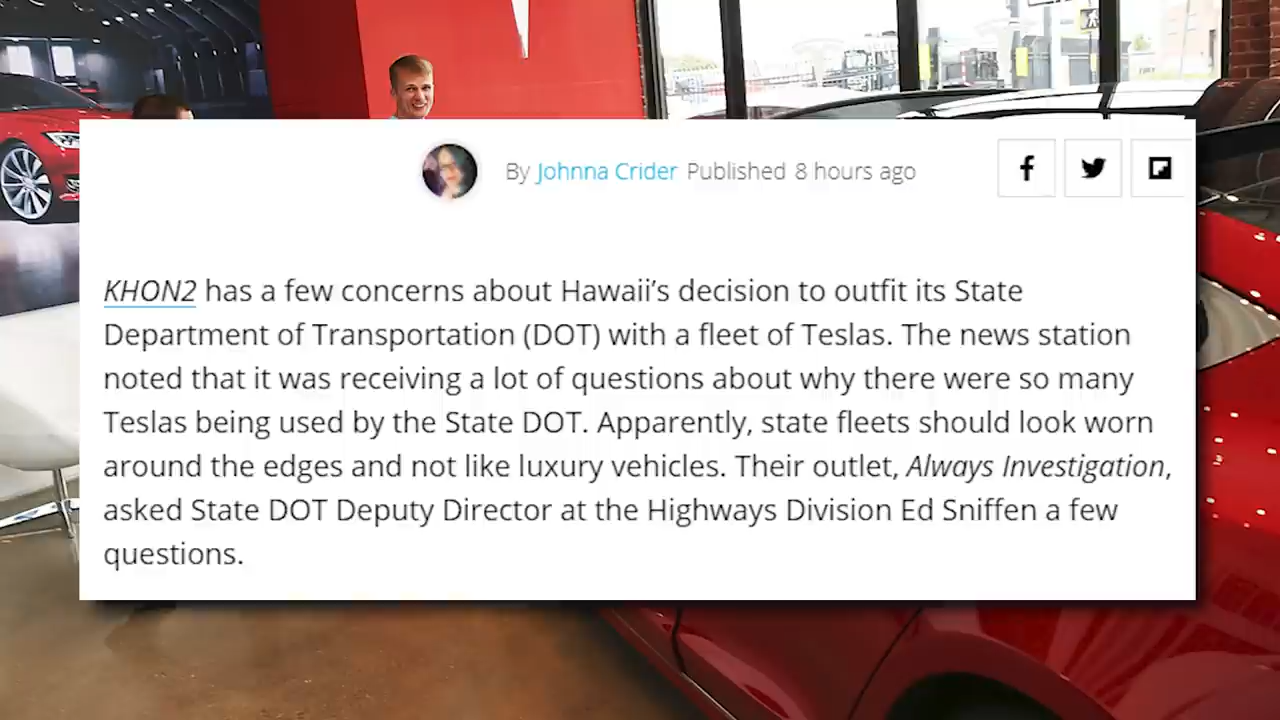 By Johnna Crider Published 8 hours ago
KHON2 has a few concerns about Hawaii’s decision to outfit its State
Department of Transportation (DOT) with a fleet of Teslas. The news station
noted that it was receiving a lot of questions about why there were so many
Teslas being used by the State DOT. Apparently, state fleets should look worn
around the edges and not like luxury vehicles. Their outlet, Always Investigation,
asked State DOT Deputy Director at the Highways Division Ed Sniffen a few
questions.